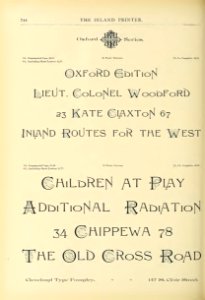 THE INLAND PRINTER.
Oxford Series.
OXFORD EDITION
LIEUT. COLONEL WOODFORD
23 KATE CLAXTON 67
INLAND ROUTES FOR THE WEST
CHILDREN AT PLAY
ADDITIONAL RADIATION
34 CHIPPEWA 78
THE OLD CROSS ROAD
Cleveland Type Foundry,